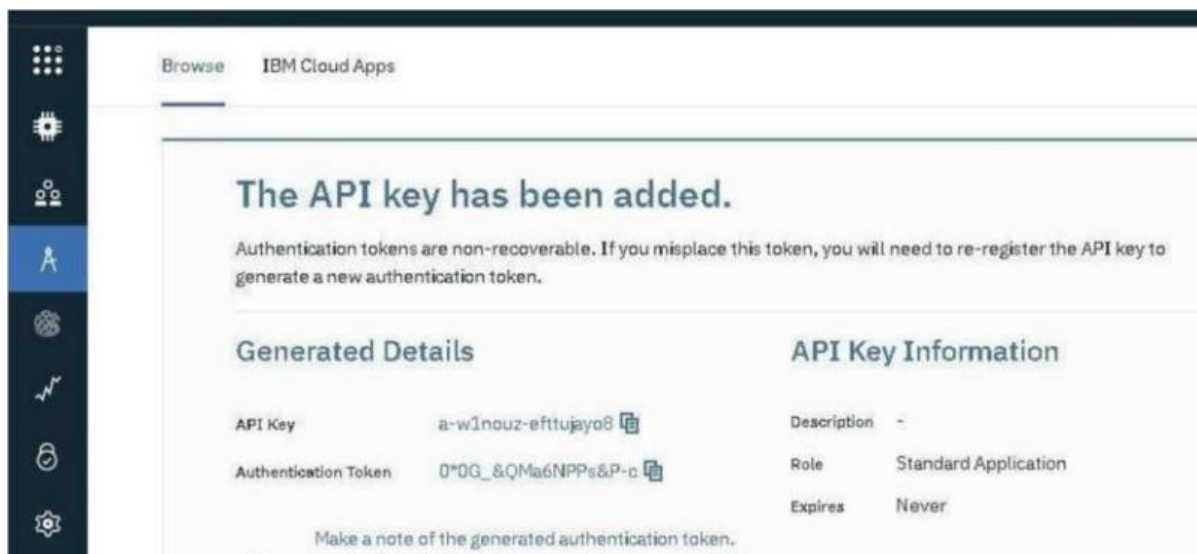 Browse IBM Cloud Apps
The API key has been added.
Authentication tokens are non-recoverable. If you misplace this token, you will need to re-register the API key to
generate a new authentication token.
Generated Details
API Key Information
API Key a-w1nouz-efttujayo8
Description -
Authentication Token 0*0G_&QMa6NPPs&P-c
Role Standard Application
Expires Never
Make a note of the generated authentication token.